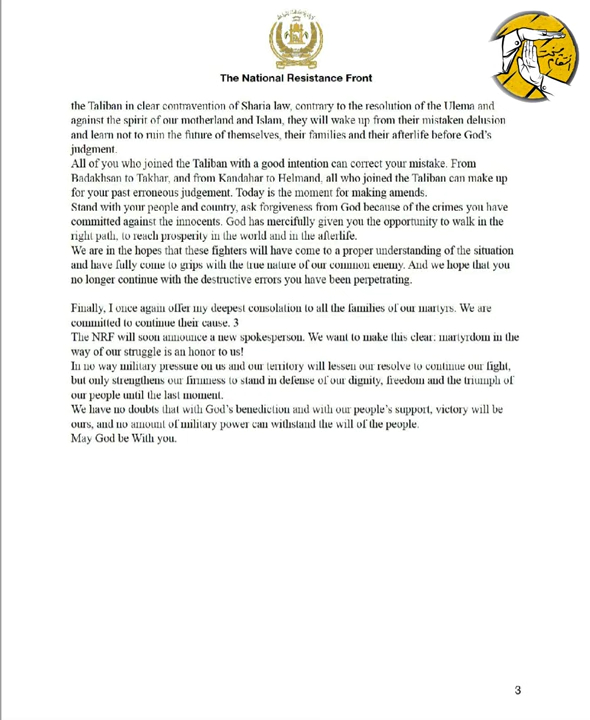 The National Resistance Front
the Taliban in clear contravention of Sharia law, contrary to the resolution of the Ulema and
against the spirit of our motherland and Islam, they will wake up from their mistaken delusion
and learn not to ruin the future of themselves, their families and their afterlife before God's
judgment.
All of you who joined the Taliban with a good intention can correct your mistake. From
Badakhsan to Takhar, and from Kandahar to Helmand, all who joined the Taliban can make up
for your past erroneous judgement. Today is the moment for making amends.
Stand with your people and country, ask forgiveness from God because of the crimes you have
committed against the innocents. God has mercifully given you the opportunity to walk in the
right path, to reach prosperity in the world and in the afterlife.
We are in the hopes that these fighters will have come to a proper understanding of the situation
and have fully come to grips with the true nature of our common enemy. And we hope that you
no longer continue with the destructive errors you have been perpetrating.
Finally, I once again offer my deepest consolation to all the families of our martyrs. We are
committed to continue their cause. 3
The NRF will soon announce a new spokesperson. We want to make this clear: martyrdom in the
way of our struggle is an honor to us!
In no way military pressure on us and our territory will lessen our resolve to continue our fight,
but only strengthens our firmness to stand in defense of our dignity, freedom and the triumph of
our people until the last moment.
We have no doubts that with God's benediction and with our people's support, victory will be
ours, and no amount of military power can withstand the will of the people.
May God be With you.
3